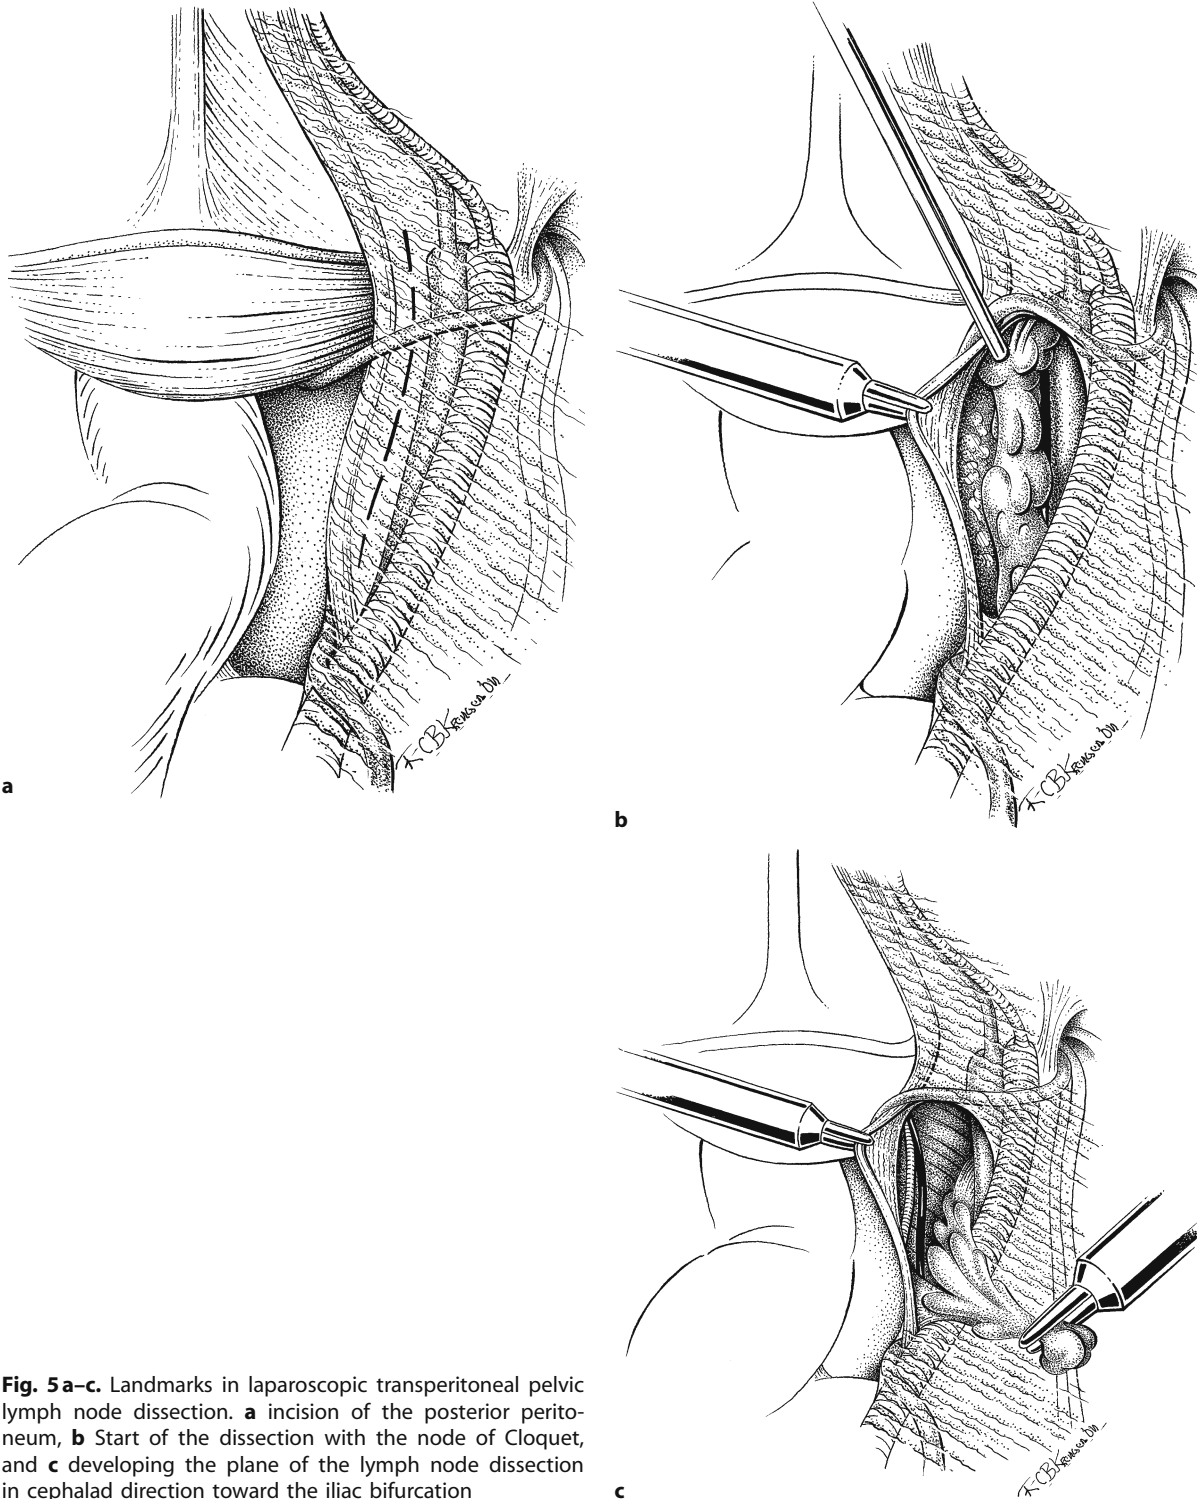 a
b
Fig. 5 a–c. Landmarks in laparoscopic transperitoneal pelvic
lymph node dissection. a incision of the posterior perito-
neum, b Start of the dissection with the node of Cloquet,
and c developing the plane of the lymph node dissection
in cephalad direction toward the iliac bifurcation
c